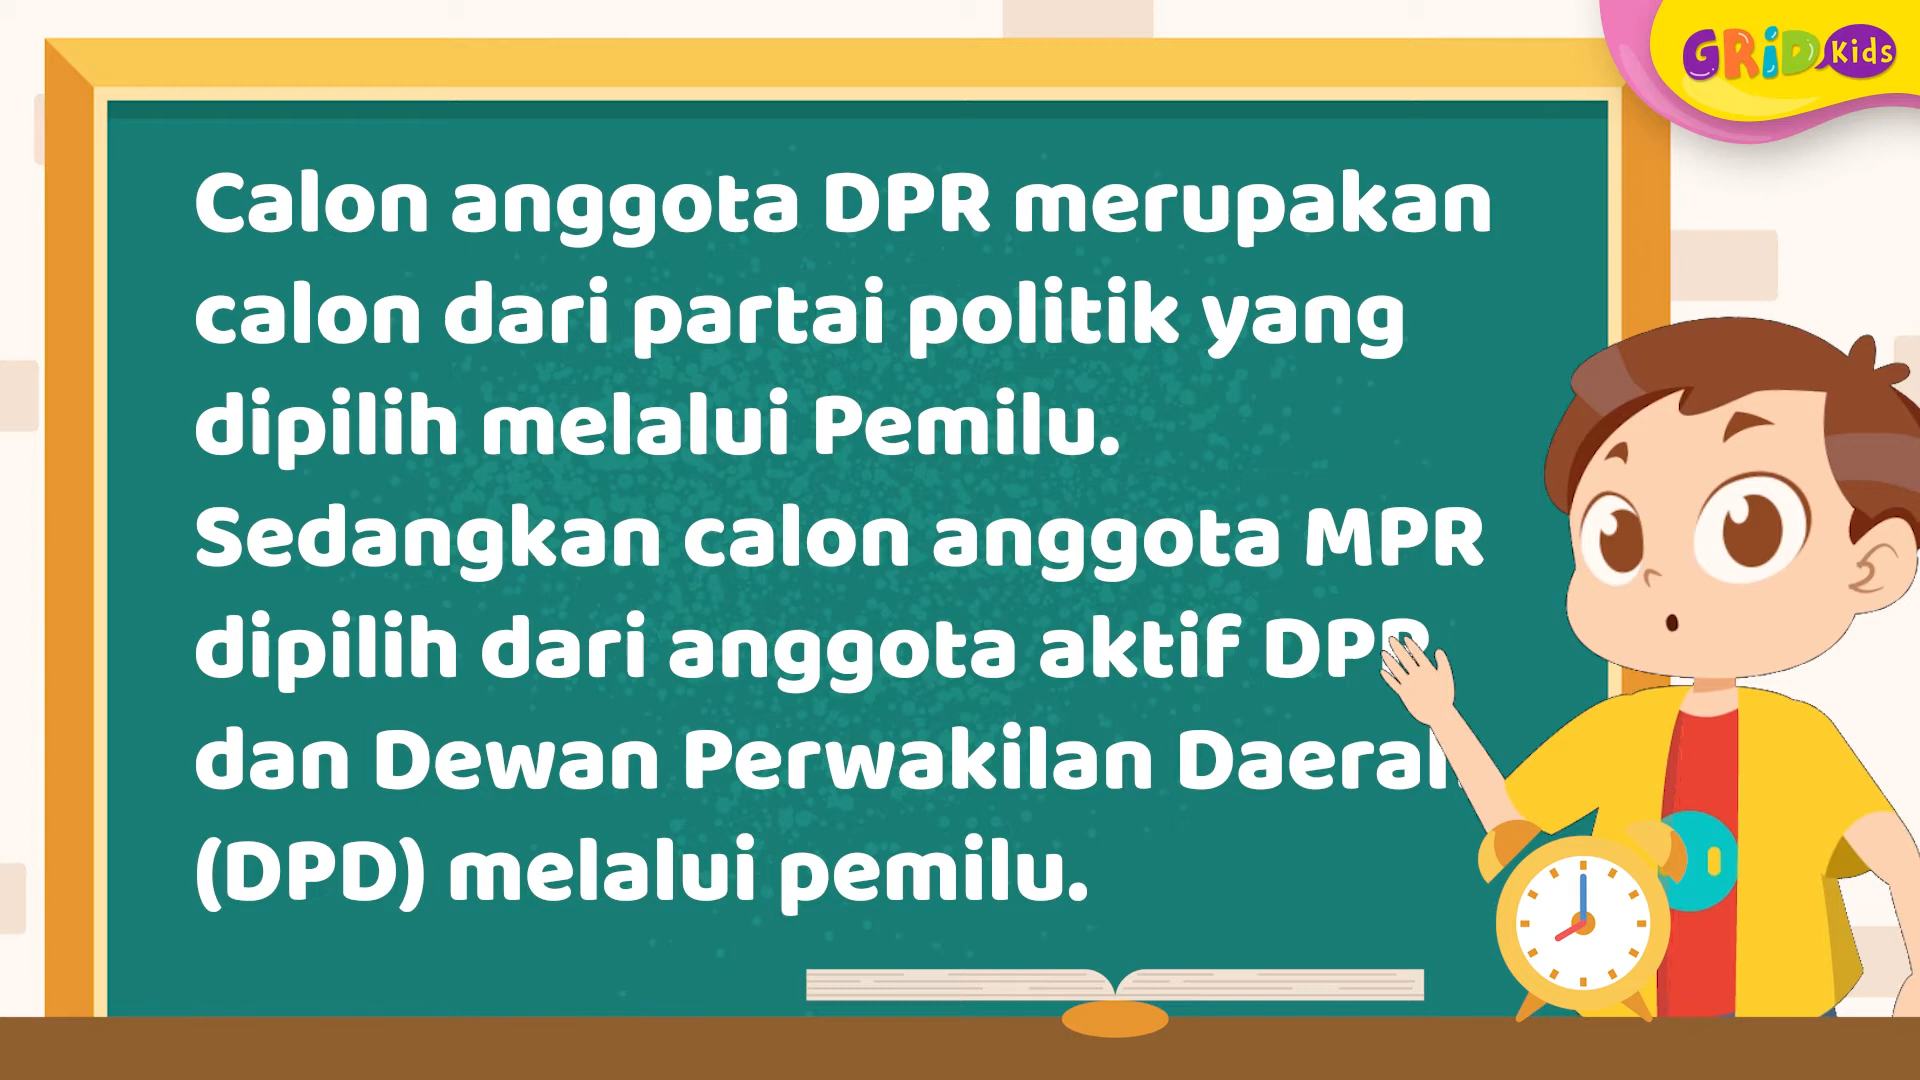 GRiD Kids
Calon anggota DPR merupakan
calon dari partai politik yang
dipilih melalui Pemilu.
Sedangkan calon anggota MPR
dipilih dari anggota aktif DPR
dan Dewan Perwakilan Daerah
(DPD) melalui pemilu.